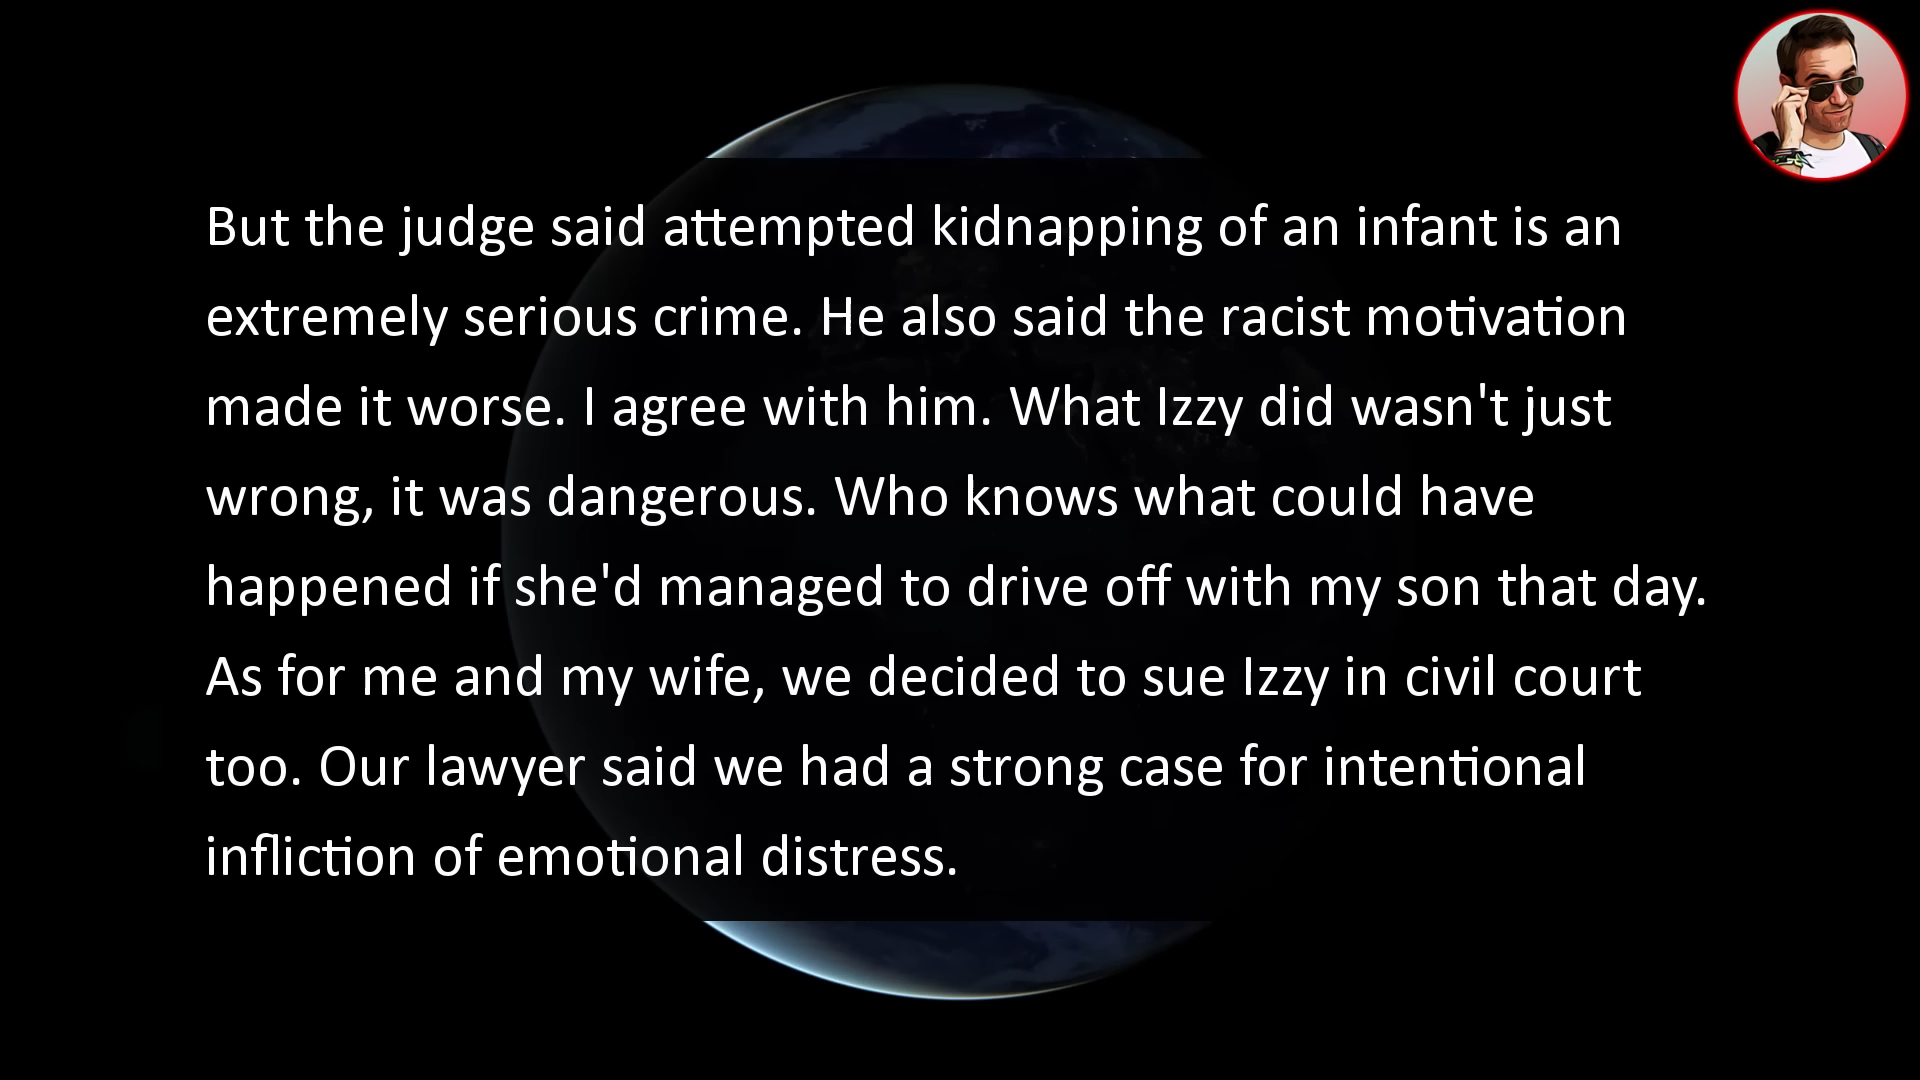 But the judge said attempted kidnapping of an infant is an
extremely serious crime. He also said the racist motivation
made it worse. I agree with him. What Izzy did wasn't just
wrong, it was dangerous. Who knows what could have
happened if she'd managed to drive off with my son that day.
As for me and my wife, we decided to sue Izzy in civil court
too. Our lawyer said we had a strong case for intentional
infliction of emotional distress.